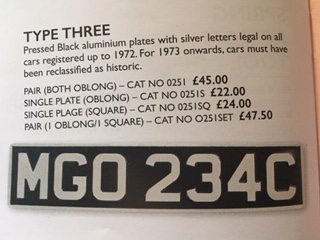 TYPE THREE
Pressed Black aluminium plates with silver letters legal on all
cars registered up to 1972. For 1973 onwards, cars must have
been reclassified as historic.
PAIR (BOTH OBLONG) – CAT NO 0251 £45.00
SINGLE PLATE (OBLONG) – CAT NO 0251S £22.00
SINGLE PLAGE (SQUARE) – CAT NO 0251SQ £24.00
PAIR (1 OBLONG/1 SQUARE) – CAT NO O251SET £47.50
MGO 234C